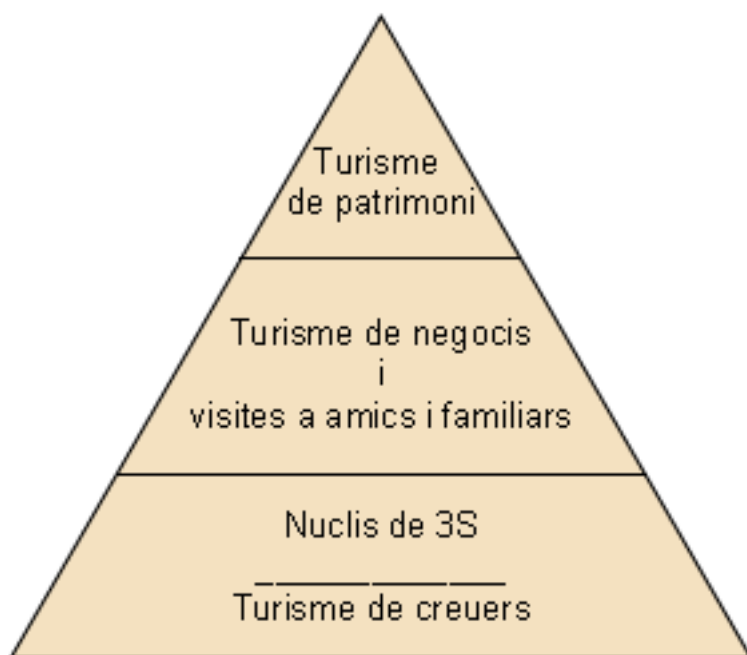 Turisme
de patrimoni
Turisme de negocis
i
visites a amics i familiars
Nuclis de 3S
Turisme de creuers